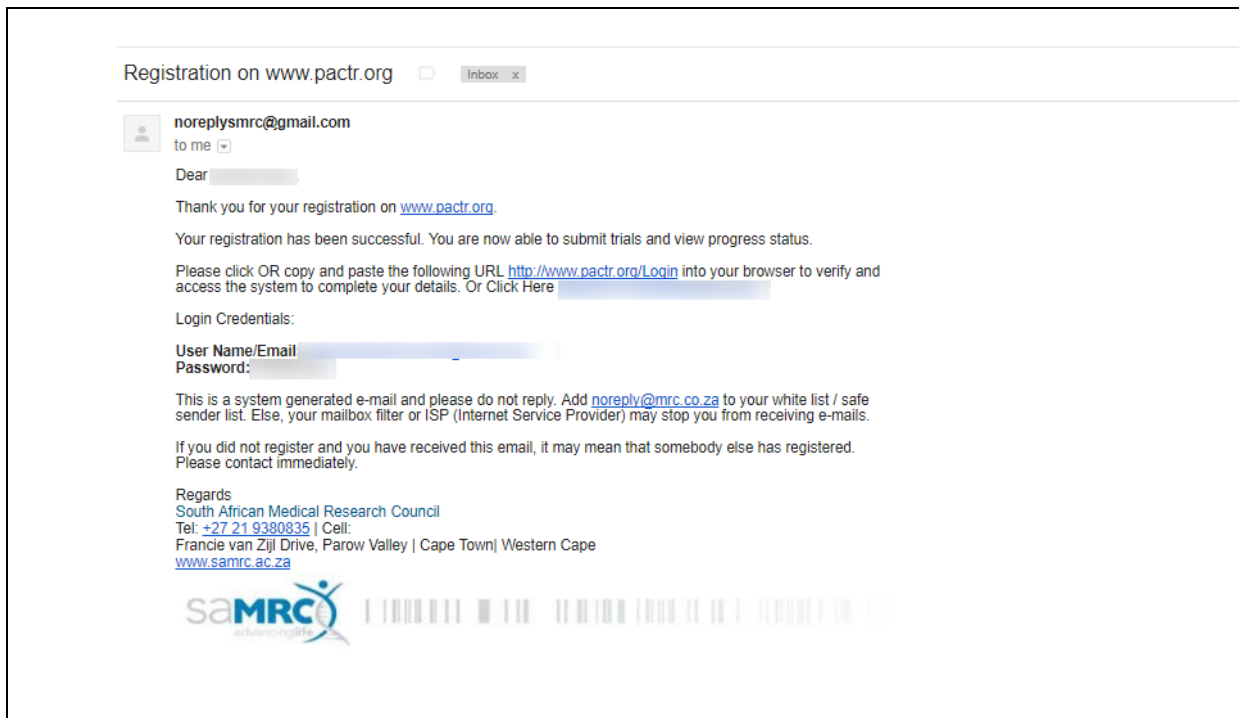 Registration on www.pactr.org Inbox x
noreplysmrc@gmail.com
to me
Dear
Thank you for your registration on www.pactr.org.
Your registration has been successful. You are now able to submit trials and view progress status.
Please click OR copy and paste the following URL http://www.pactr.org/Login into your browser to verify and
access the system to complete your details. Or Click Here
Login Credentials:
User Name/Email:
Password:
This is a system generated e-mail and please do not reply. Add noreply@mrc.co.za to your white list / safe
sender list. Else, your mailbox filter or ISP (Internet Service Provider) may stop you from receiving e-mails.
If you did not register and you have received this email, it may mean that somebody else has registered.
Please contact immediately.
Regards
South African Medical Research Council
Tel: +27 21 9380835 | Cell:
Francie van Zijl Drive, Parow Valley | Cape Town| Western Cape
www.samrc.ac.za
saMRC
advancinglife